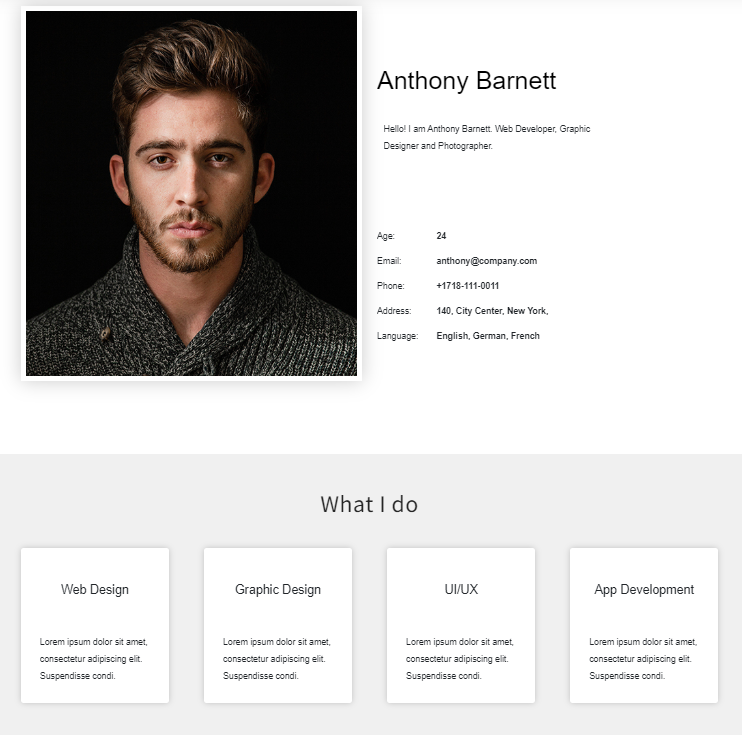 Anthony Barnett
Hello! I am Anthony Barnett. Web Developer, Graphic
Designer and Photographer.
Age: 24
Email: anthony@company.com
Phone: +1718-111-0011
Address: 140, City Center, New York,
Language: English, German, French
What I do
Web Design
Lorem ipsum dolor sit amet,
consectetur adipiscing elit.
Suspendisse condi.
Graphic Design
Lorem ipsum dolor sit amet,
consectetur adipiscing elit.
Suspendisse condi.
UI/UX
Lorem ipsum dolor sit amet,
consectetur adipiscing elit.
Suspendisse condi.
App Development
Lorem ipsum dolor sit amet,
consectetur adipiscing elit.
Suspendisse condi.